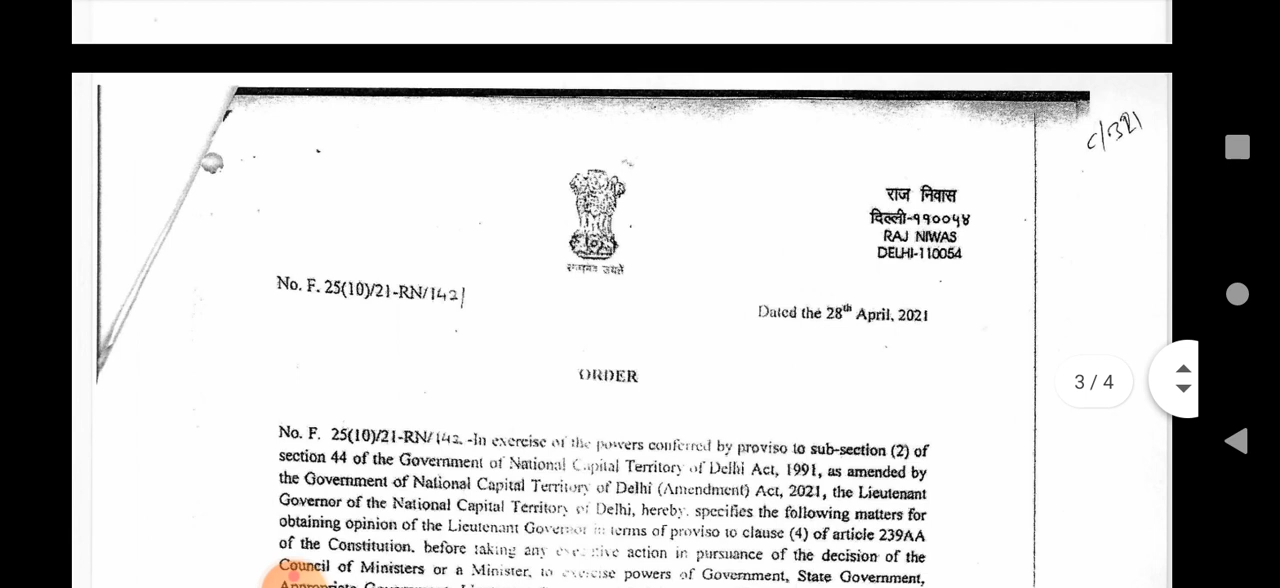 c/321
राज निवास
दिल्ली-११००५४
RAJ NIWAS
DELHI-110054
जयते
No. F. 25(10)/21-RN/142
Dated the 28th April, 2021
ORDER
No. F. 25(10)/21-RN/142. -In exercise of the powers conferred by proviso to sub-section (2) of
section 44 of the Government of National Capital Territory of Delhi Act, 1991, as amended by
the Government of National Capital Territory of Delhi (Amendment) Act, 2021, the Lieutenant
Governor of the National Capital Territory of Delhi, hereby. specifies the following matters for
obtaining opinion of the Lieutenant Governor in terms of proviso to clause (4) of article 239AA
of the Constitution. before taking any executive action in pursuance of the decision of the
Council of Ministers or a Minister, to exercise powers of Government, State Government,
3 / 4